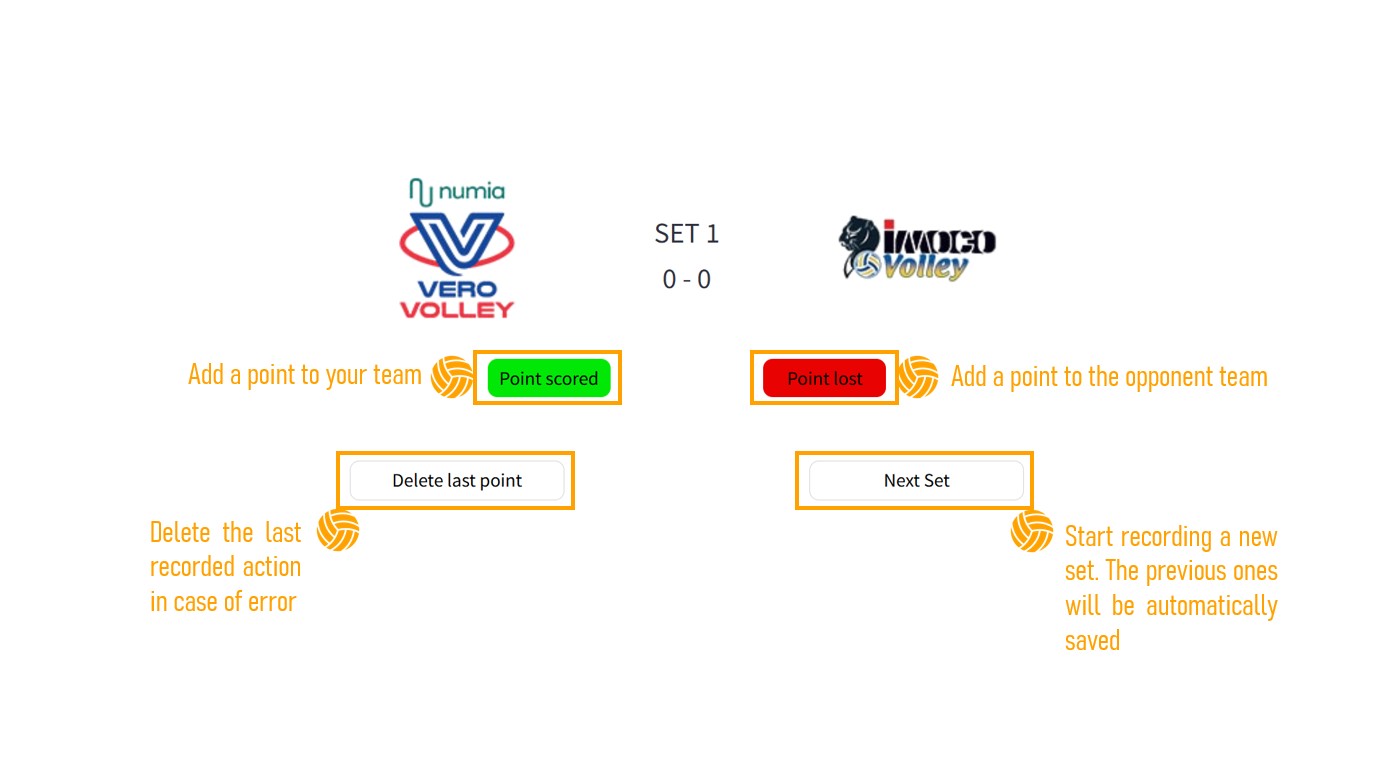 numia
VERO
VOLLEY
SET 1
0 - 0
imoco
Volley
Add a point to your team
Point scored
Point lost
Add a point to the opponent team
Delete last point
Next Set
Delete the last
recorded action
in case of error
Start recording a new
set. The previous ones
will be automatically
saved